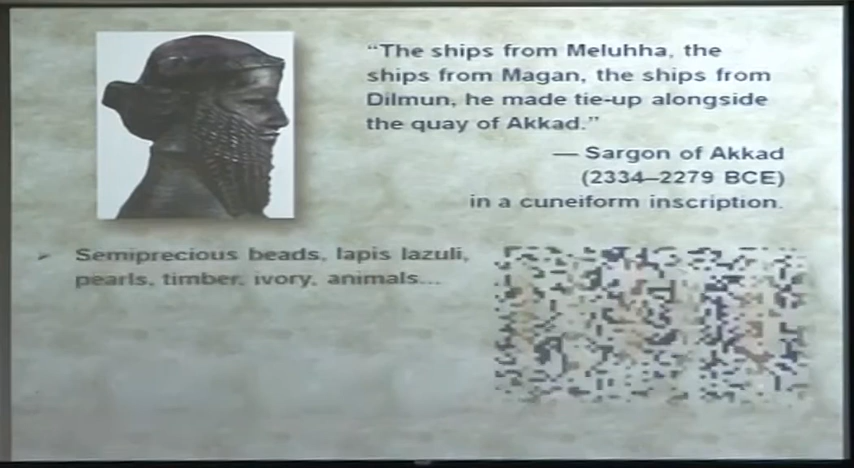 “The ships from Meluhha, the
ships from Magan, the ships from
Dilmun, he made tie-up alongside
the quay of Akkad.”
— Sargon of Akkad
(2334–2279 BCE)
in a cuneiform inscription.
➢ Semiprecious beads, lapis lazuli,
pearls, timber, ivory, animals...